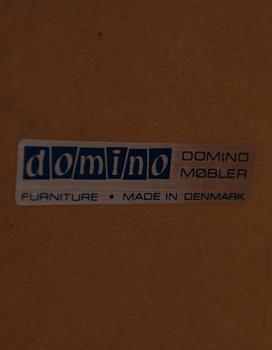 domino
DOMINO
MØBLER
FURNITURE • MADE IN DENMARK